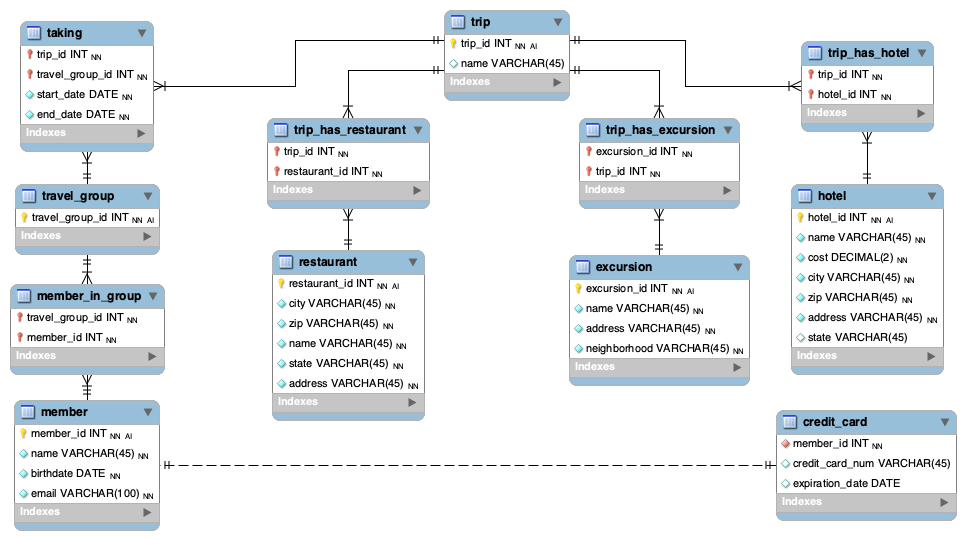 taking
trip_id INT NN
travel_group_id INT NN
start_date DATE NN
end_date DATE NN
Indexes
trip
trip_id INT NN AI
name VARCHAR(45)
Indexes
trip_has_hotel
trip_id INT NN
hotel_id INT NN
Indexes
trip_has_restaurant
trip_id INT NN
restaurant_id INT NN
Indexes
trip_has_excursion
excursion_id INT NN
trip_id INT NN
Indexes
travel_group
travel_group_id INT NN AI
Indexes
hotel
hotel_id INT NN AI
name VARCHAR(45) NN
cost DECIMAL(2) NN
city VARCHAR(45) NN
zip VARCHAR(45) NN
address VARCHAR(45) NN
state VARCHAR(45)
Indexes
restaurant
restaurant_id INT NN AI
city VARCHAR(45) NN
zip VARCHAR(45) NN
name VARCHAR(45) NN
state VARCHAR(45) NN
address VARCHAR(45) NN
Indexes
excursion
excursion_id INT NN AI
name VARCHAR(45) NN
address VARCHAR(45) NN
neighborhood VARCHAR(45) NN
Indexes
member_in_group
travel_group_id INT NN
member_id INT NN
Indexes
member
member_id INT NN AI
name VARCHAR(45) NN
birthdate DATE NN
email VARCHAR(100) NN
Indexes
credit_card
member_id INT NN
credit_card_num VARCHAR(45)
expiration_date DATE
Indexes